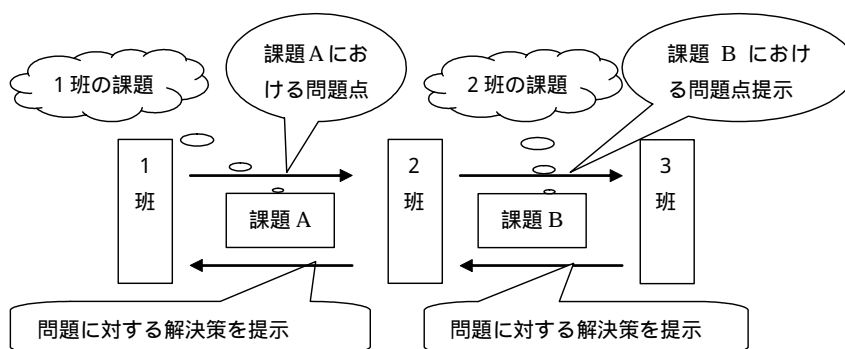 1班の課題
課題Aにお
ける問題点
2班の課題
課題 B におけ
る問題点提示
1
班
課題 A
2
班
課題 B
3
班
問題に対する解決策を提示
問題に対する解決策を提示